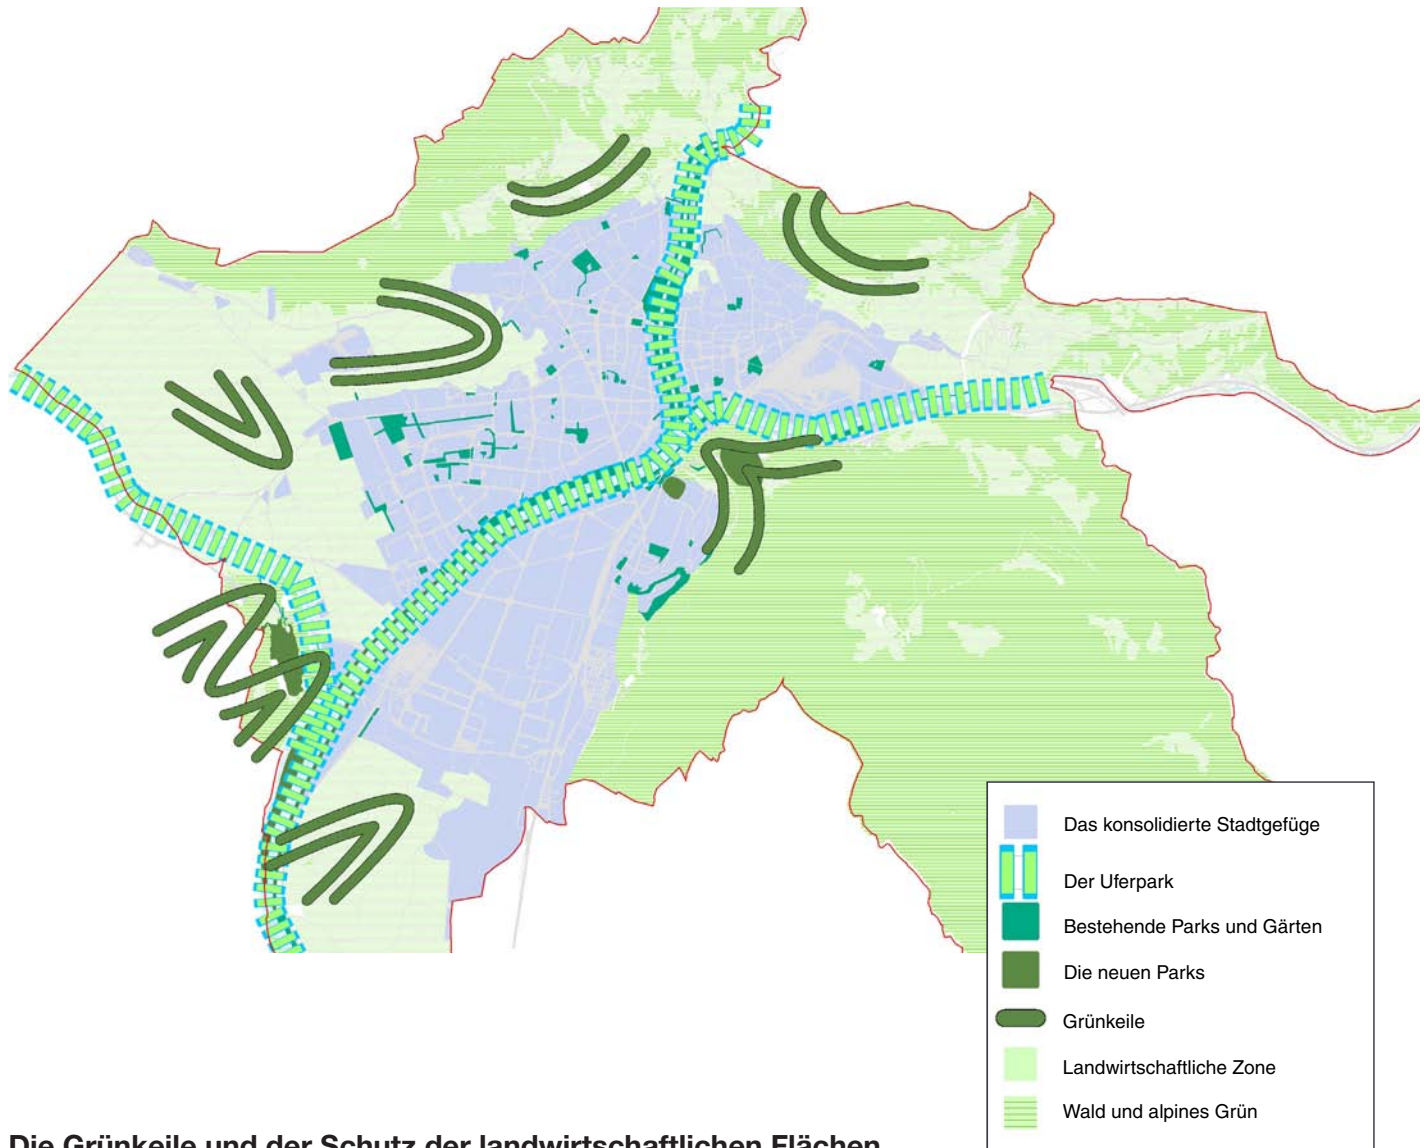 Das konsolidierte Stadtgefüge
Der Uferpark
Bestehende Parks und Gärten
Die neuen Parks
Grünkeile
Landwirtschaftliche Zone
Wald und alpines Grün
Die Grünkeile und der Schutz der landwirtschaftlichen Flächen